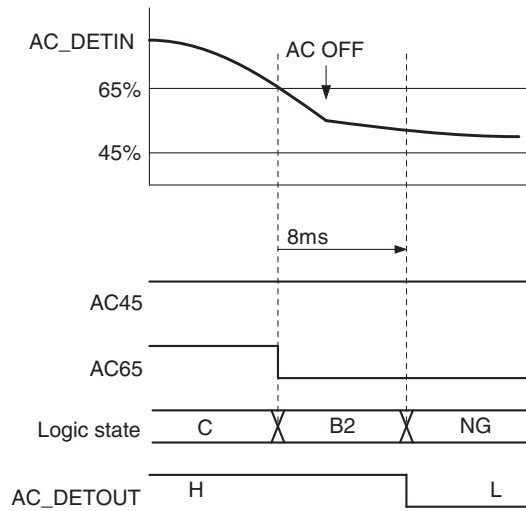 AC_DETIN
AC OFF
65%
45%
8ms
AC45
AC65
Logic state
C
B2
NG
AC_DETOUT
H
L